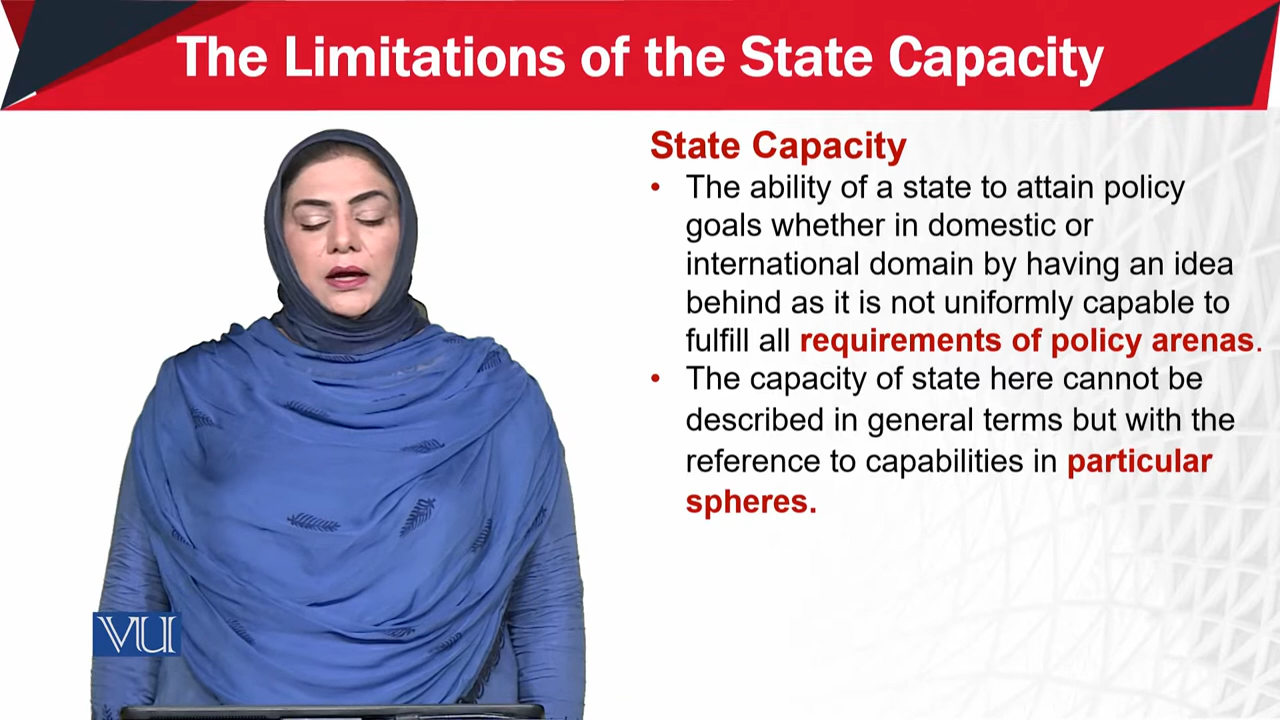 The Limitations of the State Capacity
State Capacity
• The ability of a state to attain policy
goals whether in domestic or
international domain by having an idea
behind as it is not uniformly capable to
fulfill all requirements of policy arenas.
• The capacity of state here cannot be
described in general terms but with the
reference to capabilities in particular
spheres.
VU